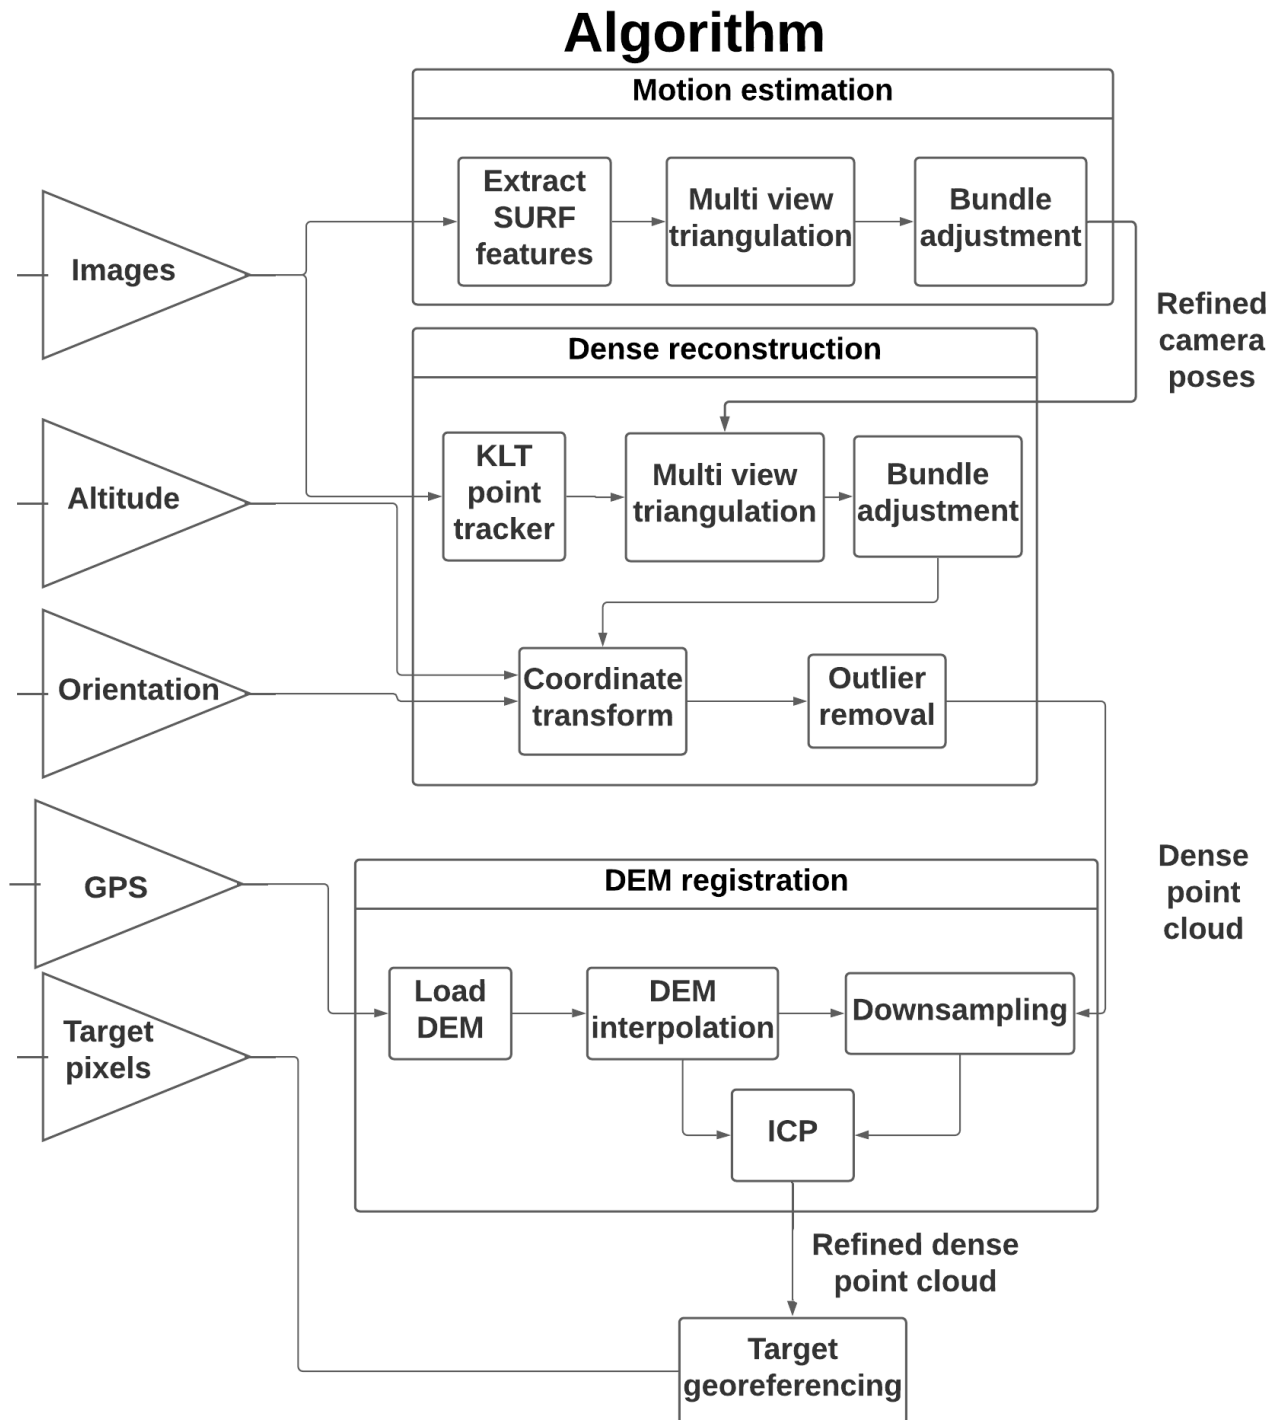 Algorithm
Motion estimation
Extract
SURF
features
Multi view
triangulation
Bundle
adjustment
Images
Refined
camera
poses
Dense reconstruction
KLT
point
tracker
Multi view
triangulation
Bundle
adjustment
Altitude
Coordinate
transform
Outlier
removal
Orientation
GPS
Dense
point
cloud
DEM registration
Load
DEM
DEM
interpolation
Downsampling
Target
pixels
ICP
Refined dense
point cloud
Target
georeferencing